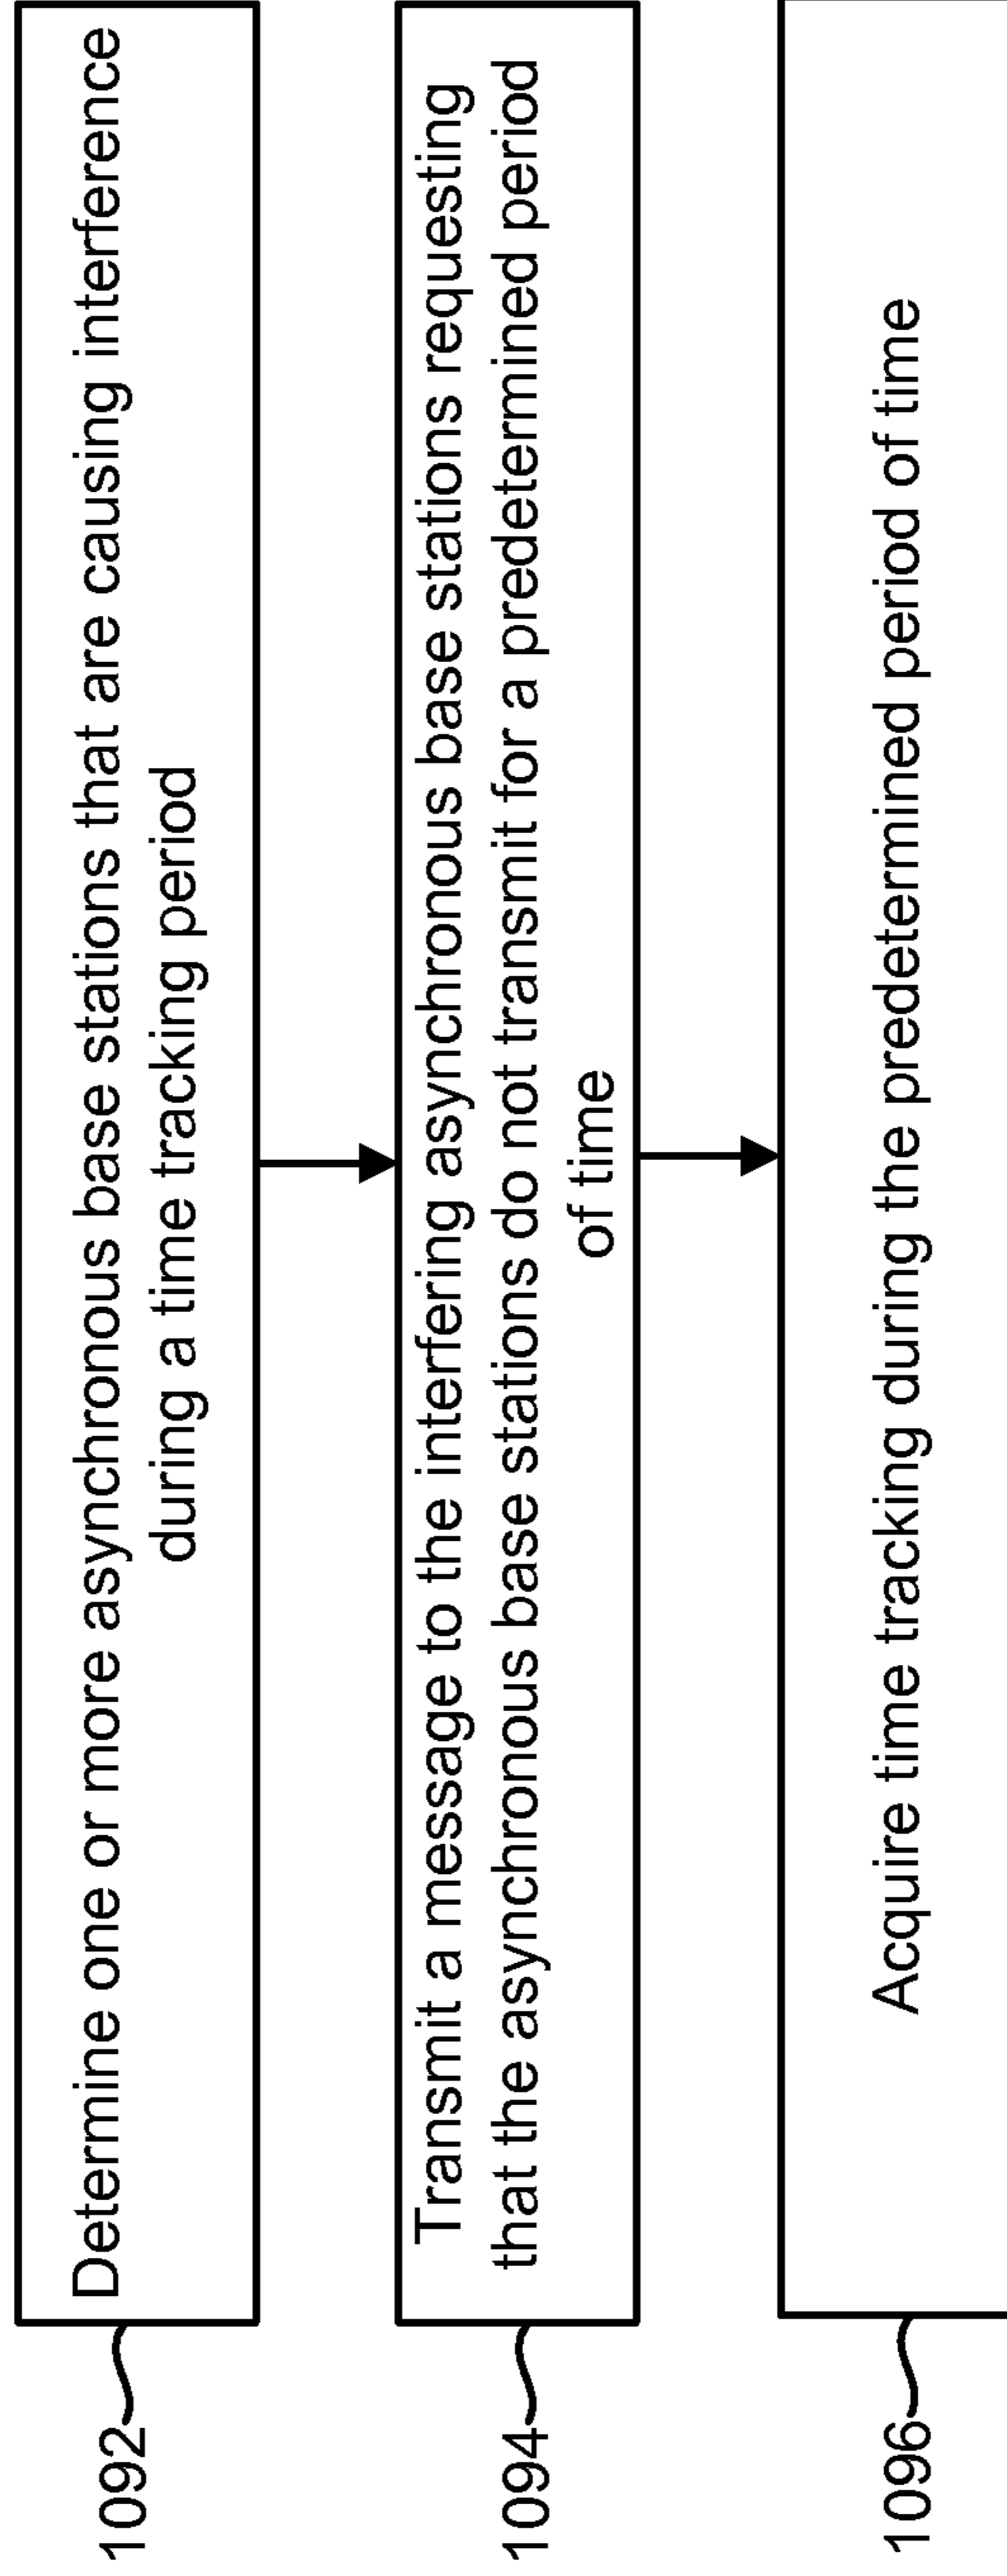 1092
Determine one or more asynchronous base stations that are causing interference
during a time tracking period
1094
Transmit a message to the interfering asynchronous base stations requesting
that the asynchronous base stations do not transmit for a predetermined period
of time
1096
Acquire time tracking during the predetermined period of time